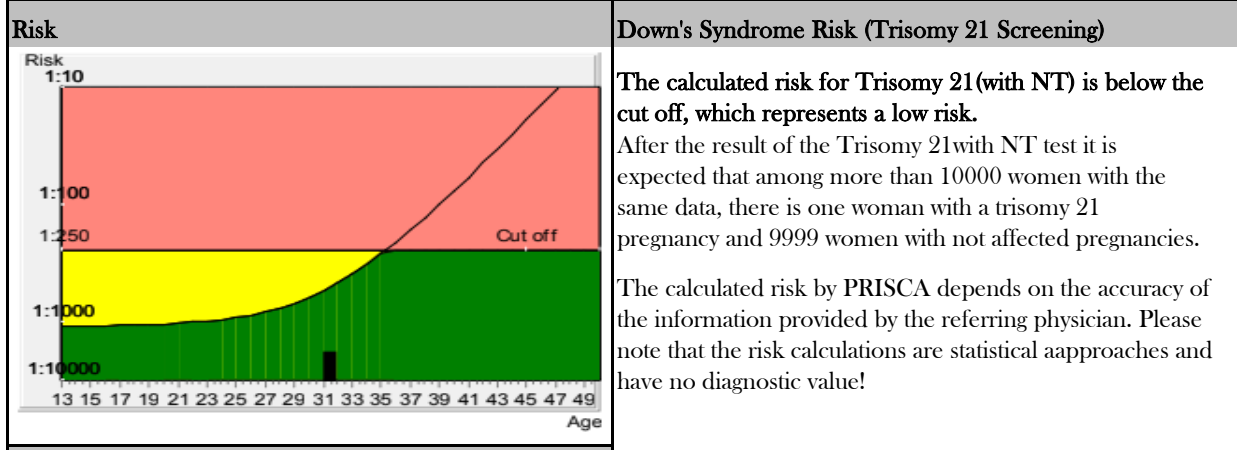 Risk
Risk
1:10
1:100
1:250
Cut off
1:1000
1:10000
13 15 17 19 21 23 25 27 29 31 33 35 37 39 41 43 45 47 49
Age
Down's Syndrome Risk (Trisomy 21 Screening)
The calculated risk for Trisomy 21(with NT) is below the
cut off, which represents a low risk.
After the result of the Trisomy 21with NT test it is
expected that among more than 10000 women with the
same data, there is one woman with a trisomy 21
pregnancy and 9999 women with not affected pregnancies.
The calculated risk by PRISCA depends on the accuracy of
the information provided by the referring physician. Please
note that the risk calculations are statistical aapproaches and
have no diagnostic value!